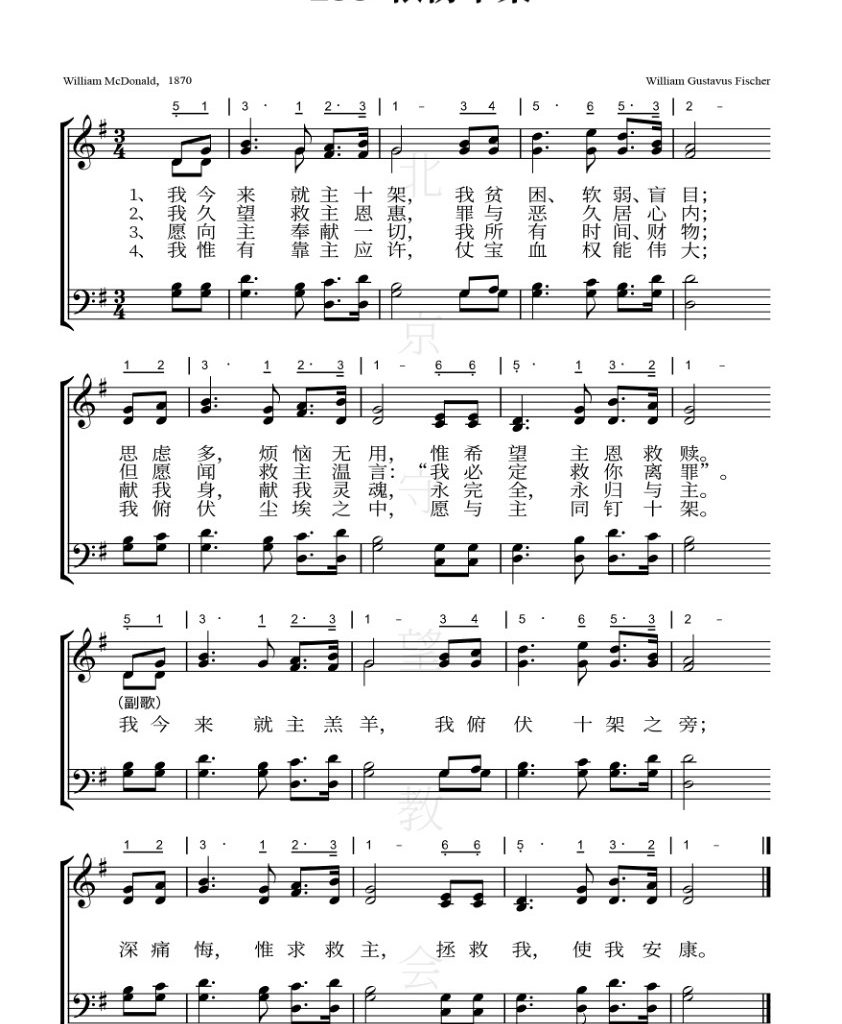 William McDonald, 1870
William Gustavus Fischer
5 1 | 3 · 1 2 · 3 | 1 - 3 4 | 5 · 6 5 · 3 | 2 -
1、我今来就主十架，我贫困、软弱、盲目；
2、我久望救主恩惠，罪与恶久居心内；
3、愿向主奉献一切，我所有时间、财物；
4、我惟有靠主应许，仗宝血权能伟大；
1 2 | 3 · 1 2 · 3 | 1 - 6 6 | 5 · 1 3 · 2 | 1 -
思虑多，烦恼无用，惟希望主恩救赎。
但愿闻救主温言：“我必定救你离罪”。
献我身，献我灵魂，永完全，永归与主。
我俯伏尘埃之中，愿与主同钉十架。
5 1 | 3 · 1 2 · 3 | 1 - 3 4 | 5 · 6 5 · 3 | 2 -
（副歌）
我今来就主羔羊，我俯伏十架之旁；
1 2 | 3 · 1 2 · 3 | 1 - 6 6 | 5 · 1 3 · 2 | 1 -
深痛悔，惟求救主，拯救我，使我安康。
北京守望教会